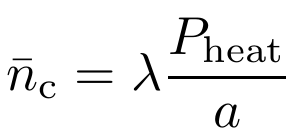 n̄_c = λ P_heat / a